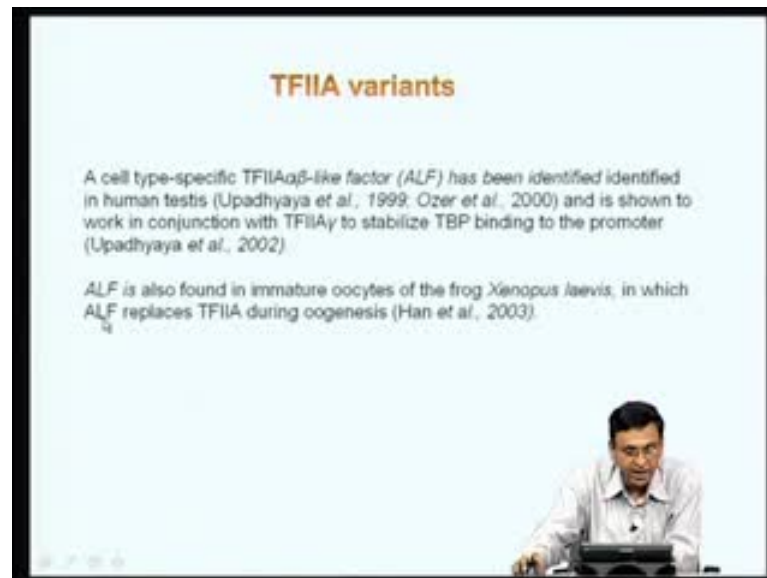 TFIIA variants
A cell type-specific TFIIAαβ-like factor (ALF) has been identified identified
in human testis (Upadhyaya et al., 1999; Ozer et al., 2000) and is shown to
work in conjunction with TFIIAγ to stabilize TBP binding to the promoter
(Upadhyaya et al., 2002).
ALF is also found in immature oocytes of the frog Xenopus laevis, in which
ALF replaces TFIIA during oogenesis (Han et al., 2003).